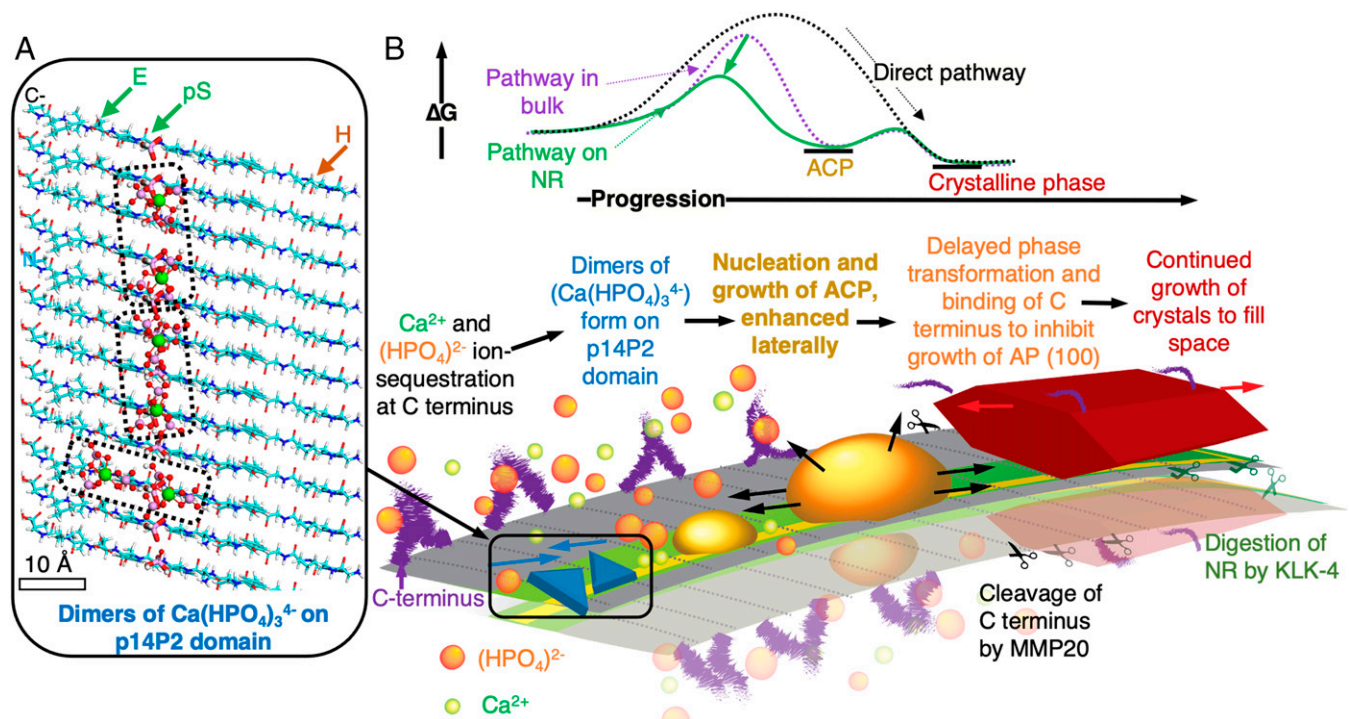 A
E
pS
C-
H
N
10 Å
Dimers of Ca(HPO₄)₃⁴⁻ on
p14P2 domain
B
ΔG
Pathway in
bulk
Pathway on
NR
Direct pathway
ACP
Crystalline phase
Progression
Ca²⁺ and
(HPO₄)²⁻ ion-
sequestration
at C terminus
Dimers of
(Ca(HPO₄)₃⁴⁻)
form on
p14P2
domain
Nucleation and
growth of ACP,
enhanced
laterally
Delayed phase
transformation and
binding of C
terminus to inhibit
growth of AP (100)
Continued
growth of
crystals to fill
space
C-terminus
(HPO₄)²⁻
Ca²⁺
Cleavage of
C terminus
by MMP20
Digestion of
NR by KLK-4